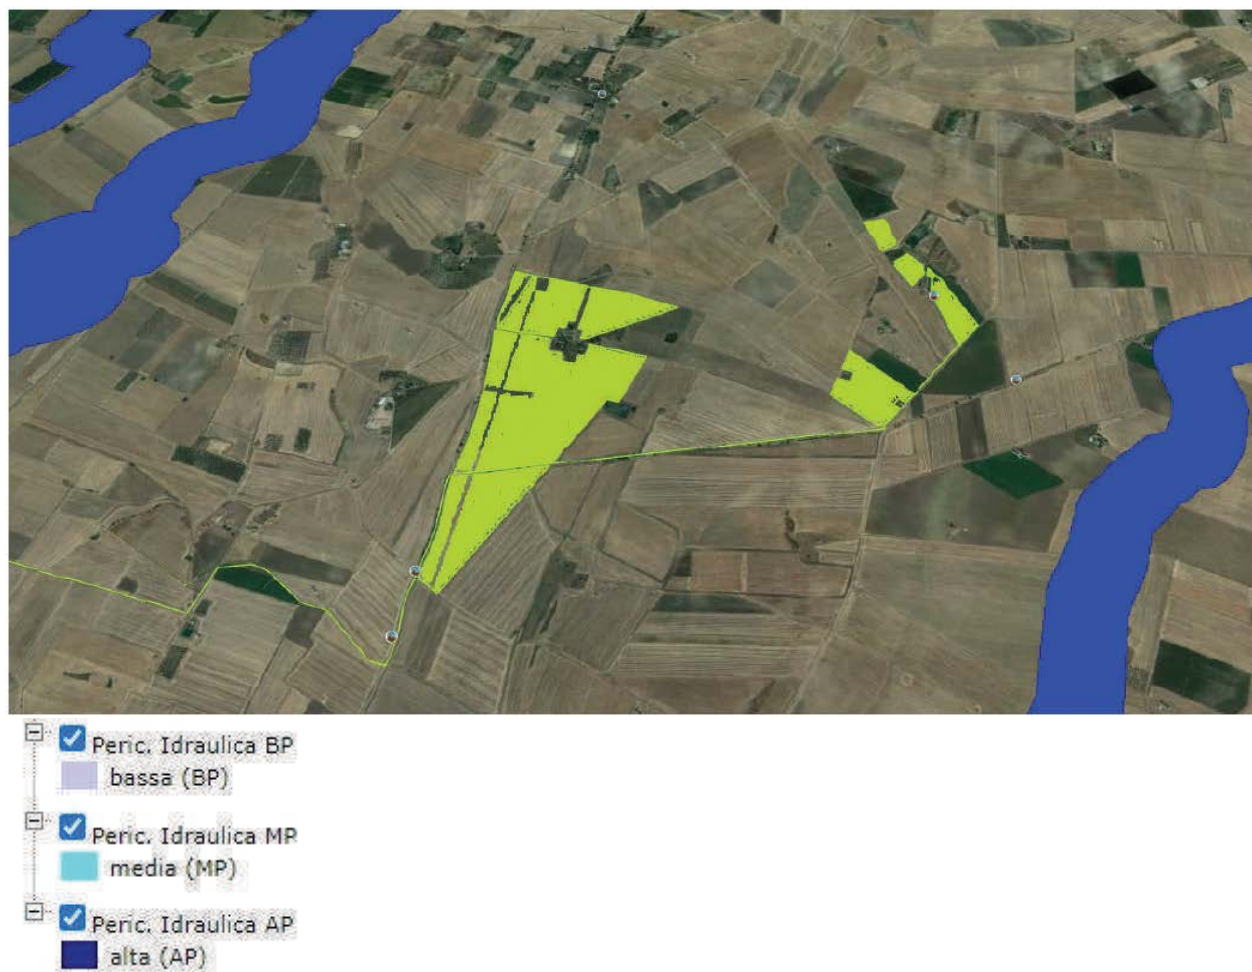 Peric. Idraulica BP
bassa (BP)
Peric. Idraulica MP
media (MP)
Peric. Idraulica AP
alta (AP)